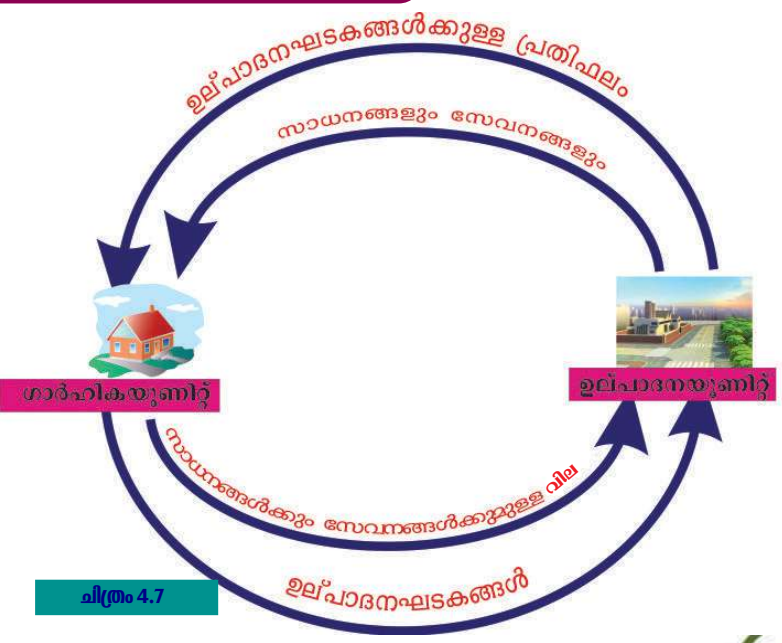 ഉല്പാദനഘടകങ്ങൾക്കുള്ള പ്രതിഫലം
സാധനങ്ങളും സേവനങ്ങളും
ഗാർഹികയുണിറ്റ്
ഉല്പാദനയൂണിറ്റ്
സാധനങ്ങൾക്കും സേവനങ്ങൾക്കുമുള്ള വില
ഉല്പാദനഘടകങ്ങൾ
ചിത്രം 4.7